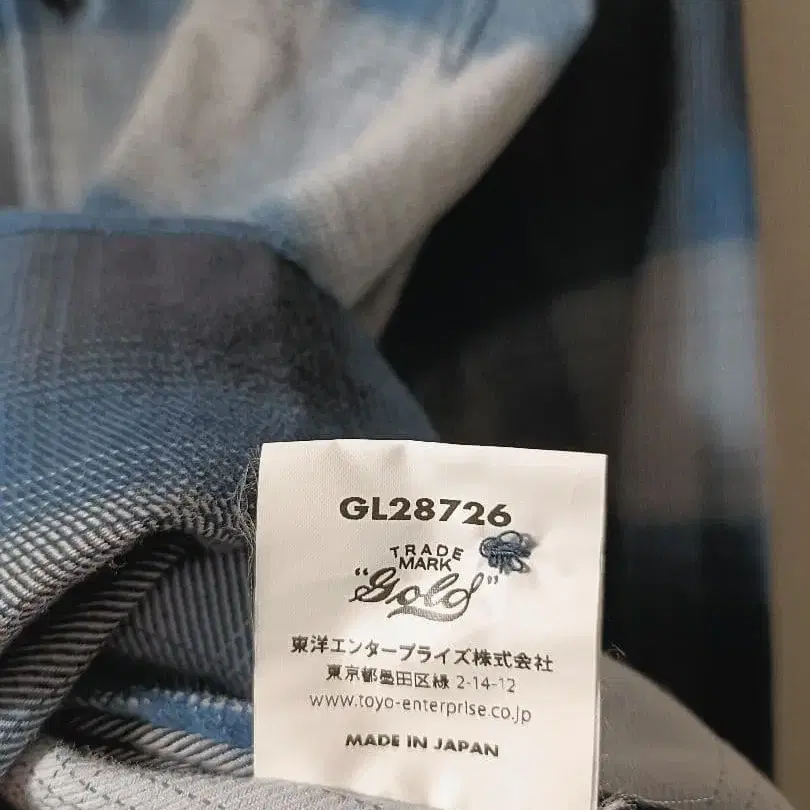 GL28726
TRADE
MARK
"Gold"
東洋エンタープライズ株式会社
東京都墨田区緑 2-14-12
www.toyo-enterprise.co.jp
MADE IN JAPAN